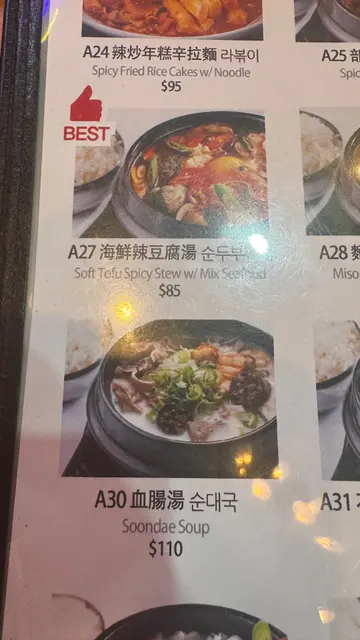 A24 辣炒年糕辛拉麵 라볶이
Spicy Fried Rice Cakes w/ Noodle
$95
A25
Spic
BEST
A27 海鮮辣豆腐湯 순두부
Soft Tofu Spicy Stew w/ Mix Seafood
$85
A28
Miso
A30 血腸湯 순대국
Soondae Soup
$110
A31